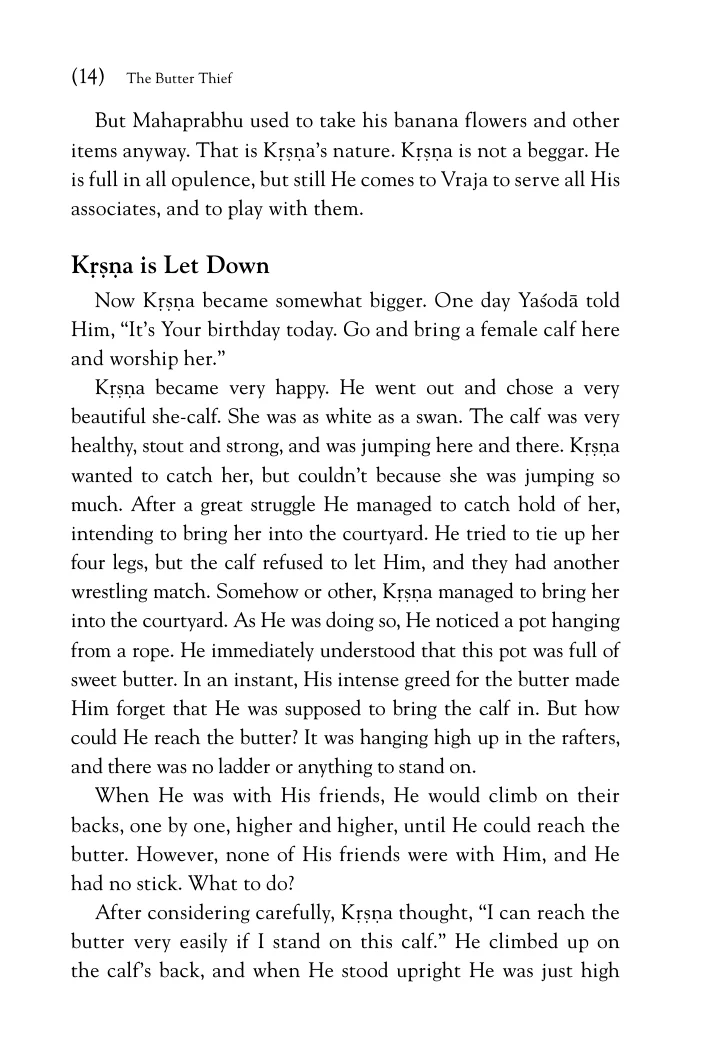 (14) The Butter Thief
But Mahaprabhu used to take his banana flowers and other
items anyway. That is Kṛṣṇa’s nature. Kṛṣṇa is not a beggar. He
is full in all opulence, but still He comes to Vraja to serve all His
associates, and to play with them.
Kṛṣṇa is Let Down
Now Kṛṣṇa became somewhat bigger. One day Yaśodā told
Him, “It’s Your birthday today. Go and bring a female calf here
and worship her.”
Kṛṣṇa became very happy. He went out and chose a very
beautiful she-calf. She was as white as a swan. The calf was very
healthy, stout and strong, and was jumping here and there. Kṛṣṇa
wanted to catch her, but couldn’t because she was jumping so
much. After a great struggle He managed to catch hold of her,
intending to bring her into the courtyard. He tried to tie up her
four legs, but the calf refused to let Him, and they had another
wrestling match. Somehow or other, Kṛṣṇa managed to bring her
into the courtyard. As He was doing so, He noticed a pot hanging
from a rope. He immediately understood that this pot was full of
sweet butter. In an instant, His intense greed for the butter made
Him forget that He was supposed to bring the calf in. But how
could He reach the butter? It was hanging high up in the rafters,
and there was no ladder or anything to stand on.
When He was with His friends, He would climb on their
backs, one by one, higher and higher, until He could reach the
butter. However, none of His friends were with Him, and He
had no stick. What to do?
After considering carefully, Kṛṣṇa thought, “I can reach the
butter very easily if I stand on this calf.” He climbed up on
the calf’s back, and when He stood upright He was just high